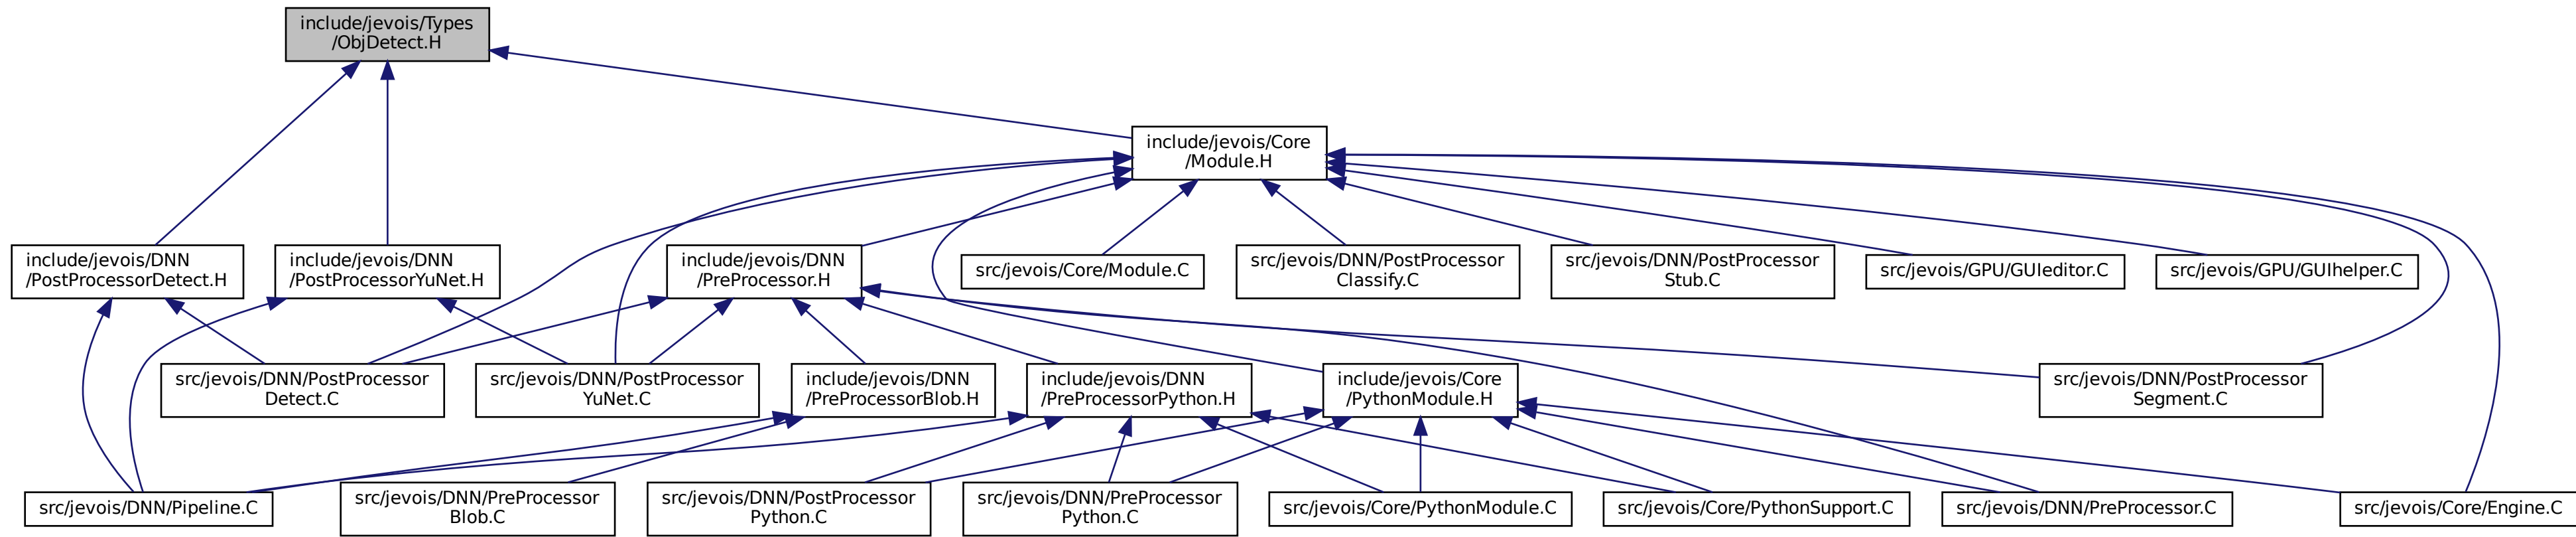 include/jevois/Types
/ObjDetect.H
include/jevois/Core
/Module.H
include/jevois/DNN
/PostProcessorDetect.H
include/jevois/DNN
/PostProcessorYuNet.H
include/jevois/DNN
/PreProcessor.H
src/jevois/Core/Module.C
src/jevois/DNN/PostProcessor
Classify.C
src/jevois/DNN/PostProcessor
Stub.C
src/jevois/GPU/GUIeditor.C
src/jevois/GPU/GUIhelper.C
src/jevois/DNN/PostProcessor
Detect.C
src/jevois/DNN/PostProcessor
YuNet.C
include/jevois/DNN
/PreProcessorBlob.H
include/jevois/DNN
/PreProcessorPython.H
include/jevois/Core
/PythonModule.H
src/jevois/DNN/PostProcessor
Segment.C
src/jevois/DNN/Pipeline.C
src/jevois/DNN/PreProcessor
Blob.C
src/jevois/DNN/PostProcessor
Python.C
src/jevois/DNN/PreProcessor
Python.C
src/jevois/Core/PythonModule.C
src/jevois/Core/PythonSupport.C
src/jevois/DNN/PreProcessor.C
src/jevois/Core/Engine.C